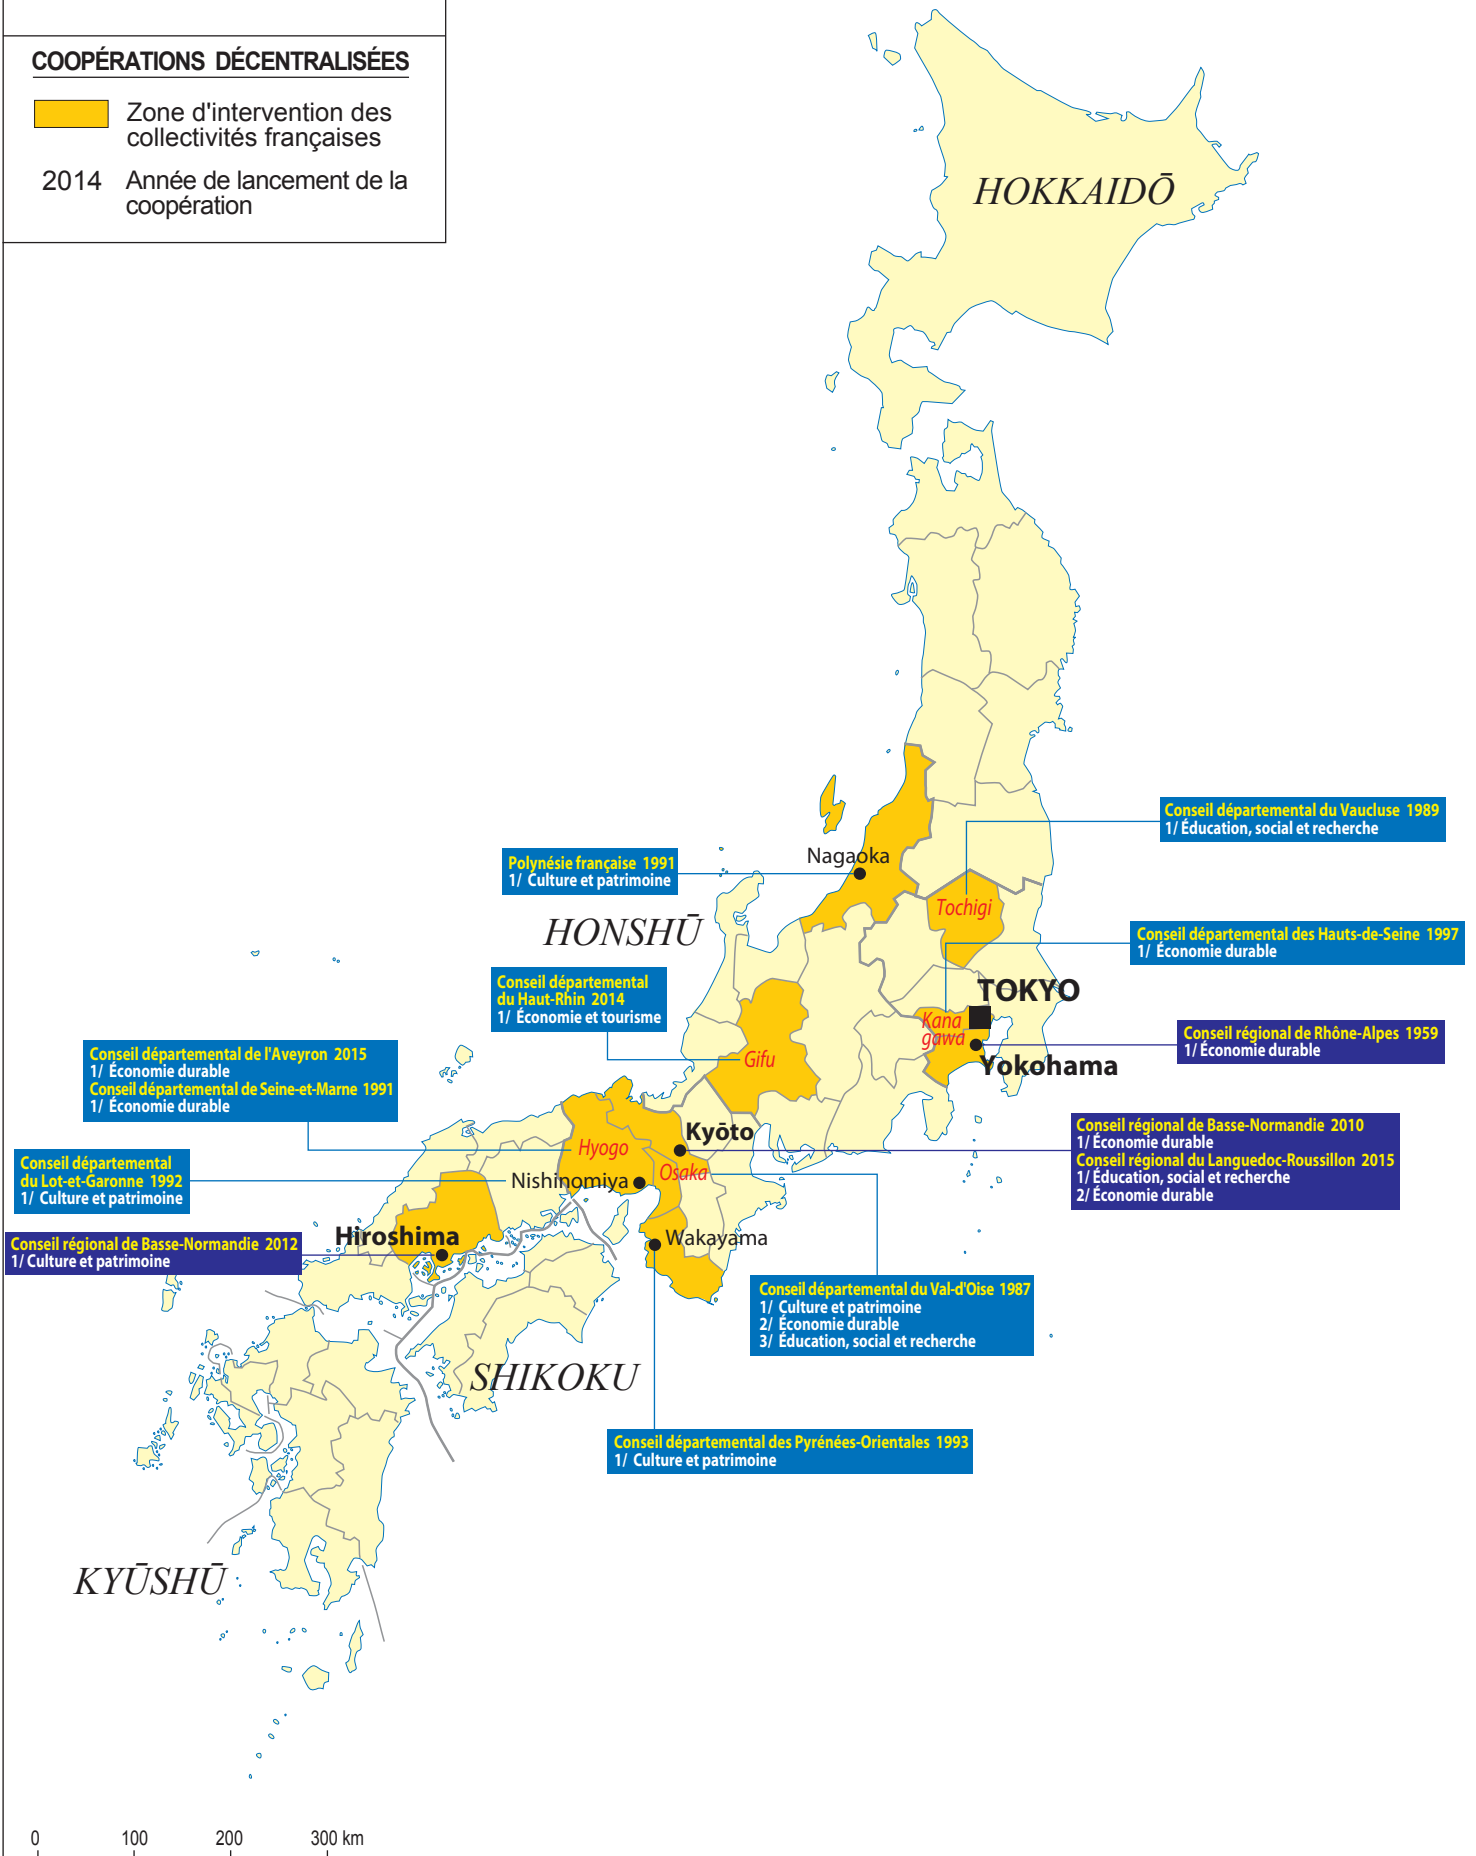 COOPÉRATIONS DÉCENTRALISÉES
Zone d'intervention des
collectivités françaises
2014 Année de lancement de la
coopération
HOKKAIDŌ
Conseil départemental du Vaucluse 1989
1/ Éducation, social et recherche
Nagaoka
Polynésie française 1991
1/ Culture et patrimoine
Tochigi
HONSHŪ
Conseil départemental des Hauts-de-Seine 1997
1/ Économie durable
Conseil départemental
du Haut-Rhin 2014
1/ Économie et tourisme
TOKYO
Kana
gawa
Conseil régional de Rhône-Alpes 1959
1/ Économie durable
Yokohama
Gifu
Conseil départemental de l'Aveyron 2015
1/ Économie durable
Conseil départemental de Seine-et-Marne 1991
1/ Économie durable
Kyōto
Conseil régional de Basse-Normandie 2010
1/ Économie durable
Conseil régional du Languedoc-Roussillon 2015
1/ Éducation, social et recherche
2/ Économie durable
Hyogo
Osaka
Conseil départemental
du Lot-et-Garonne 1992
1/ Culture et patrimoine
Nishinomiya
Hiroshima
Wakayama
Conseil régional de Basse-Normandie 2012
1/ Culture et patrimoine
Conseil départemental du Val-d'Oise 1987
1/ Culture et patrimoine
2/ Économie durable
3/ Éducation, social et recherche
SHIKOKU
Conseil départemental des Pyrénées-Orientales 1993
1/ Culture et patrimoine
KYŪSHŪ
0 100 200 300 km